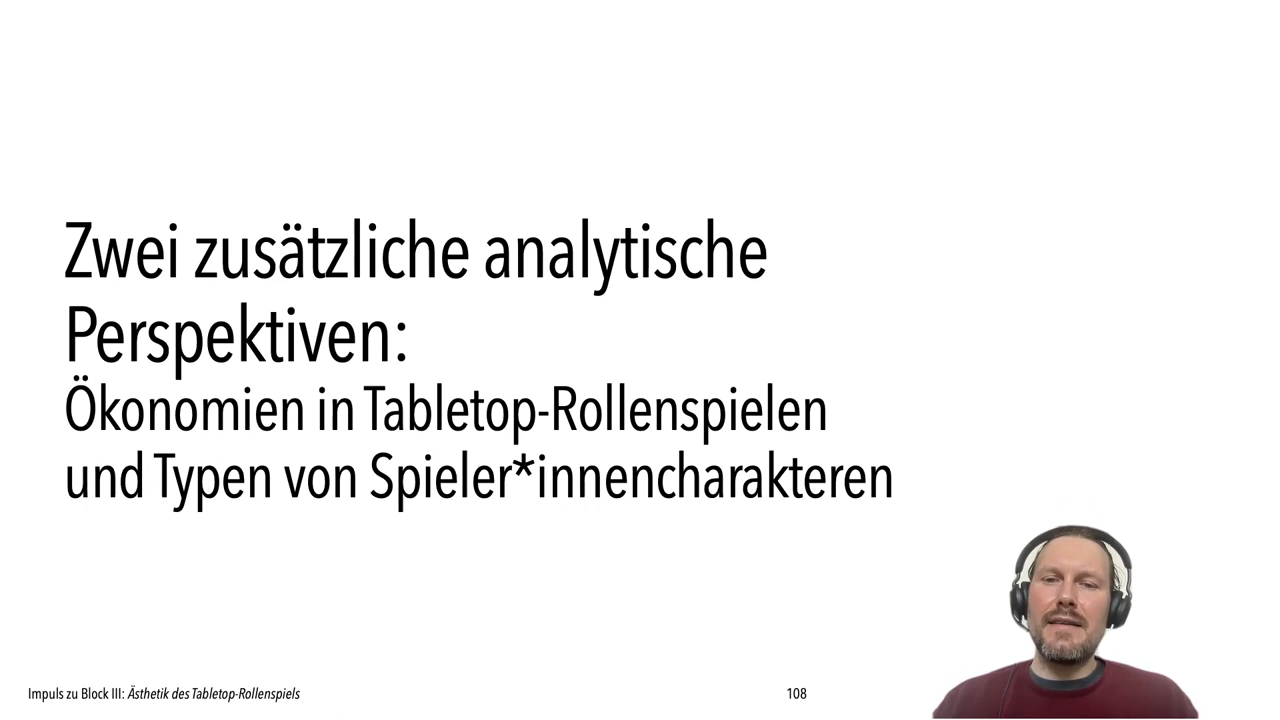 Zwei zusätzliche analytische
Perspektiven:
Ökonomien in Tabletop-Rollenspielen
und Typen von Spieler*innencharakteren
Impuls zu Block III: Ästhetik des Tabletop-Rollenspiels
108